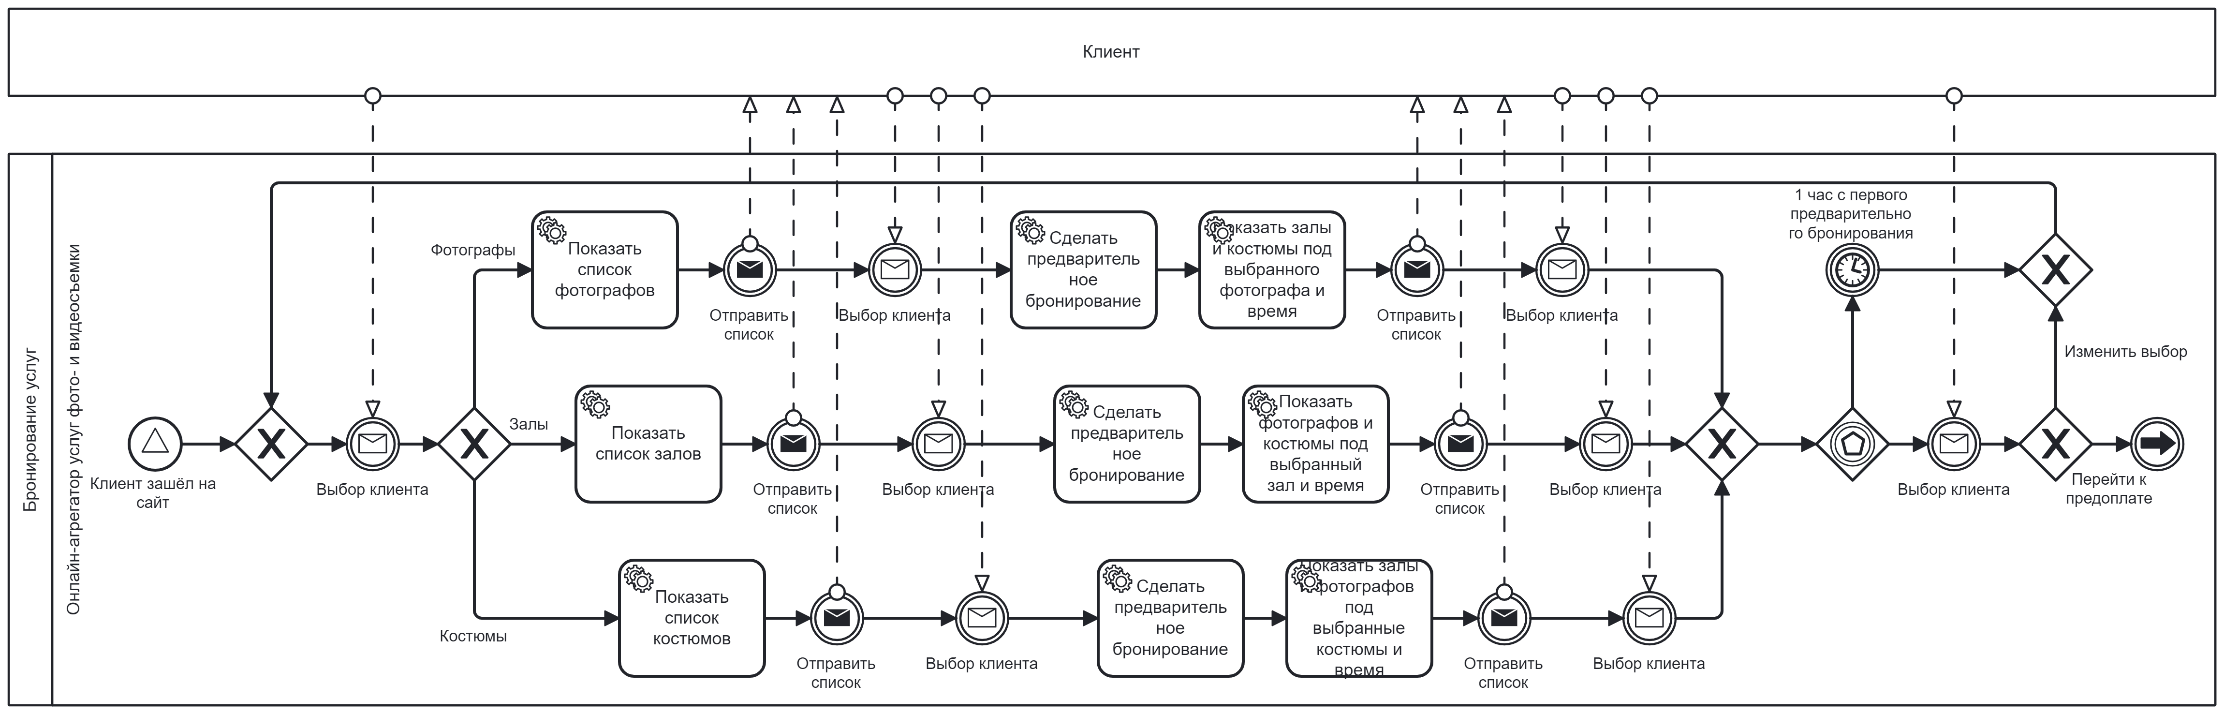 Клиент
Бронирование услуг
Онлайн-агрегатор услуг фото- и видеосъемки
Клиент зашёл на
сайт
Выбор клиента
Фотографы
Показать
список
фотографов
Отправить
список
Выбор клиента
Сделать
предваритель
ное
бронирование
Показать залы
и костюмы под
выбранного
фотографа и
время
Отправить
список
Выбор клиента
Залы
Показать
список залов
Отправить
список
Выбор клиента
Сделать
предваритель
ное
бронирование
Показать
фотографов и
костюмы под
выбранный
зал и время
Отправить
список
Выбор клиента
Костюмы
Показать
список
костюмов
Отправить
список
Выбор клиента
Сделать
предваритель
ное
бронирование
Показать залы
фотографов
под
выбранные
костюмы и
время
Отправить
список
Выбор клиента
1 час с первого
предварительно
го бронирования
Выбор клиента
Изменить выбор
Перейти к
предоплате